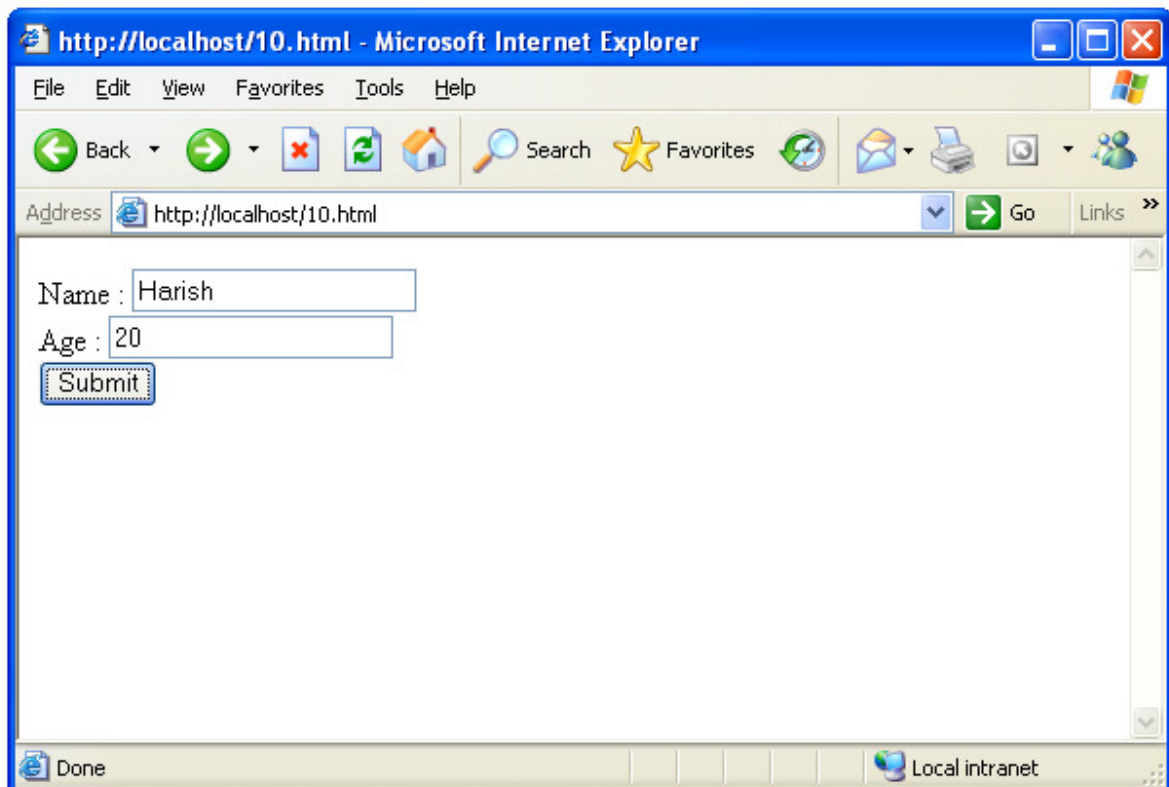 http://localhost/10.html - Microsoft Internet Explorer
File Edit View Favorites Tools Help
Back Search Favorites
Address http://localhost/10.html Go Links »
Name : Harish
Age : 20
Submit
Done Local intranet